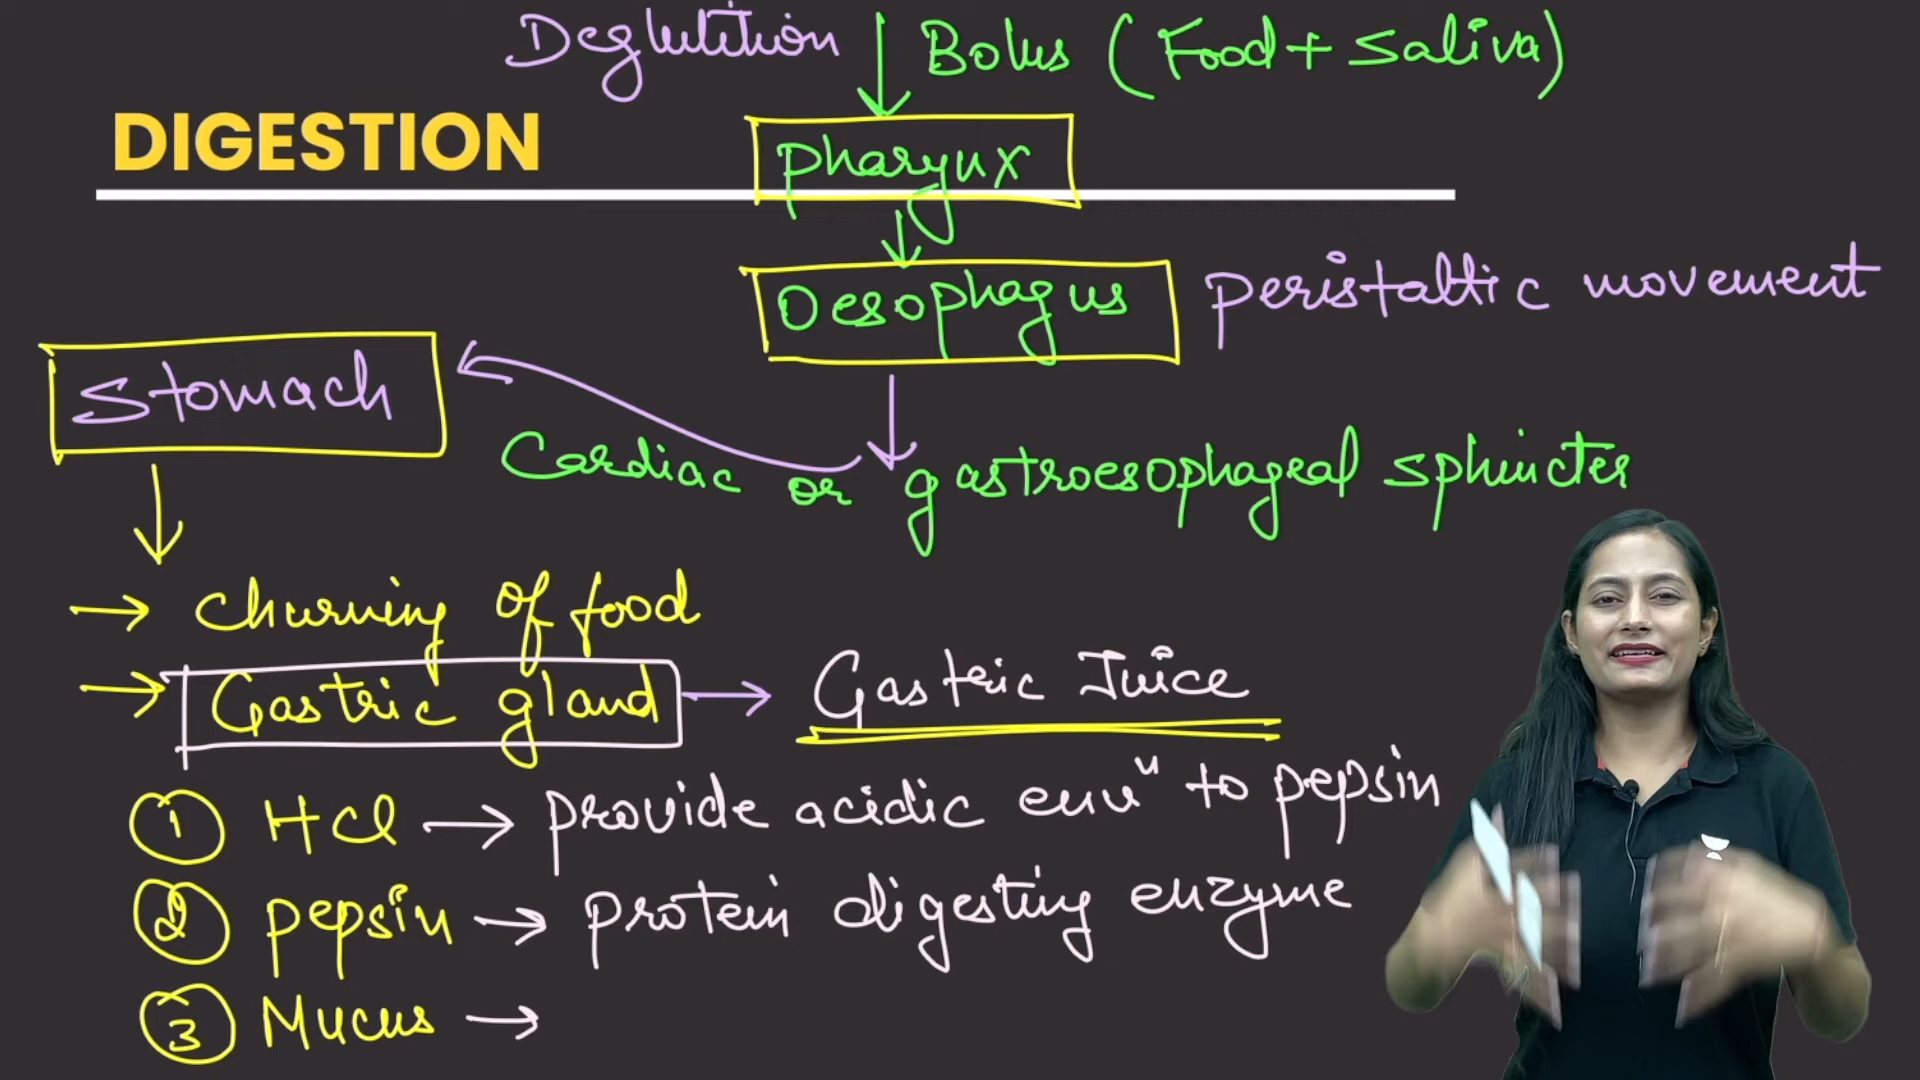 Deglutition ↓ Bolus (Food + Saliva)
DIGESTION
Pharynx
↓
Oesophagus peristaltic movement
Stomach
↓
Cardiac or gastroesophageal sphincter
↓
→ Churning of food
→ Gastric gland → Gastric Juice
① HCl → provide acidic envⁿ to pepsin
② pepsin → protein digesting enzyme
③ Mucus →